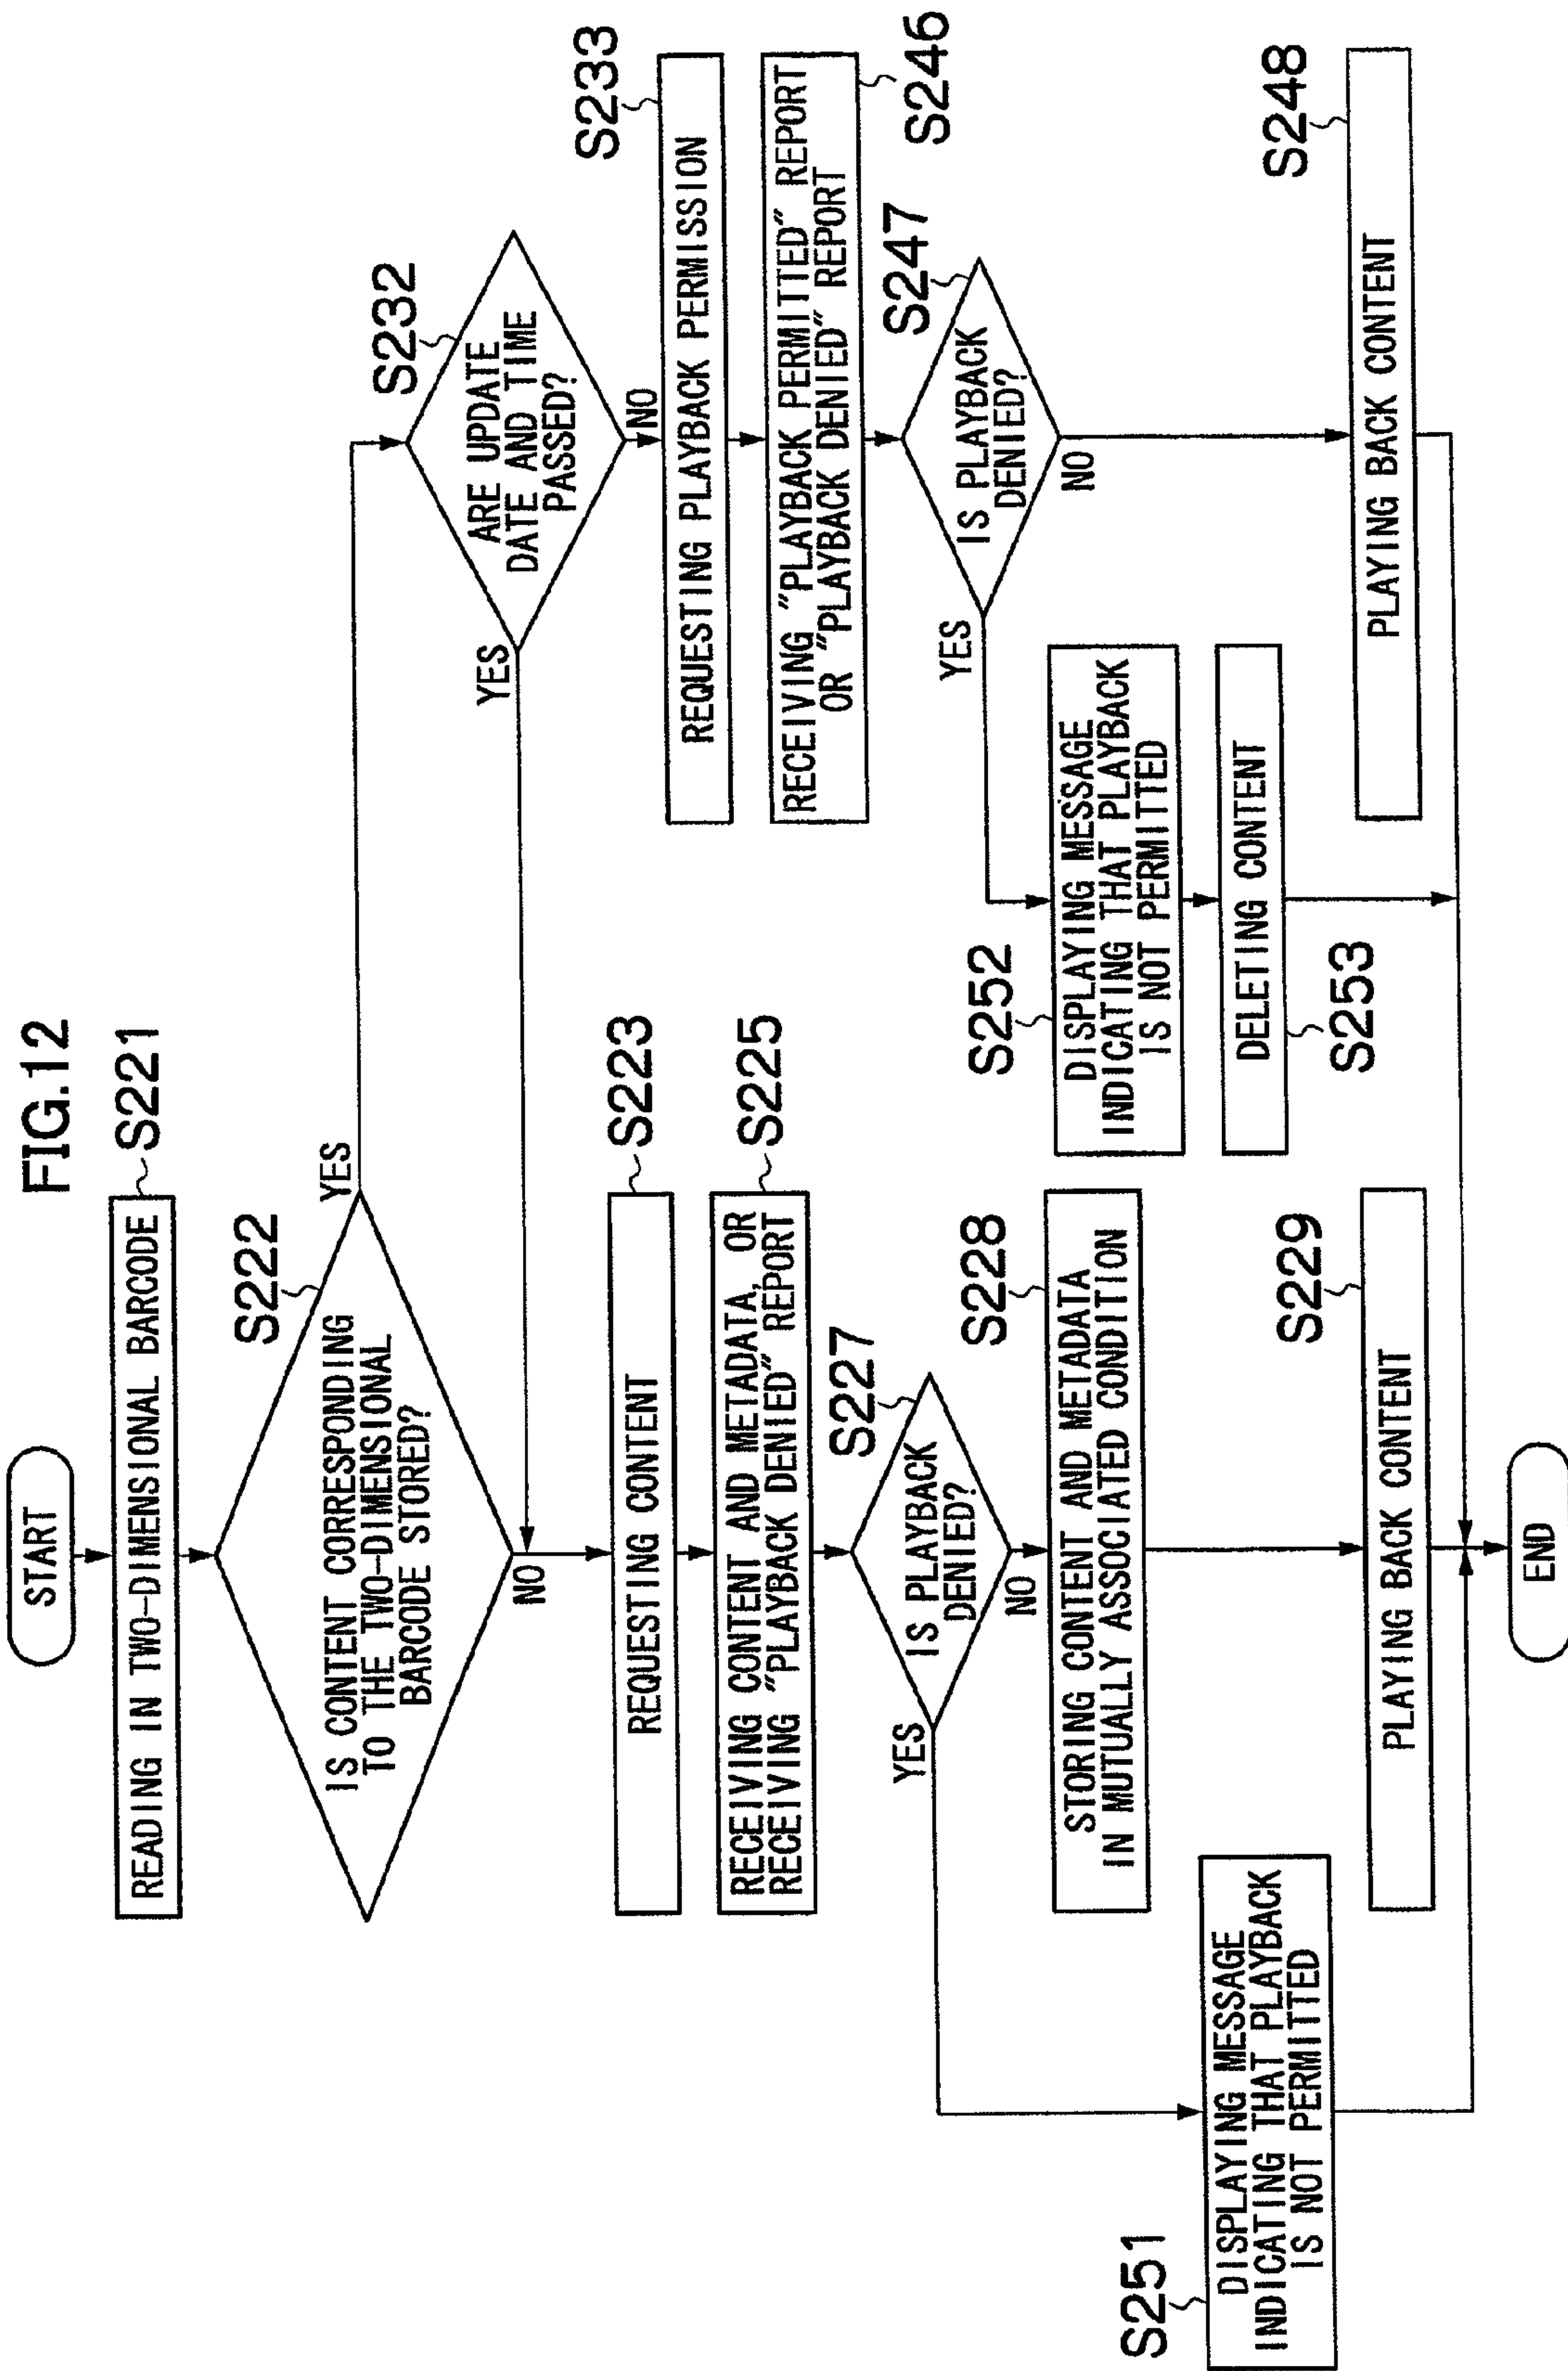 FIG.12
START
READING IN TWO-DIMENSIONAL BARCODE
S221
IS CONTENT CORRESPONDING
TO THE TWO-DIMENSIONAL
BARCODE STORED?
S222
YES
NO
ARE UPDATE
DATE AND TIME
PASSED?
S232
YES
NO
REQUESTING CONTENT
S223
REQUESTING PLAYBACK PERMISSION
S233
RECEIVING CONTENT AND METADATA, OR
RECEIVING "PLAYBACK DENIED" REPORT
S225
RECEIVING "PLAYBACK PERMITTED" REPORT
OR "PLAYBACK DENIED" REPORT
S246
IS PLAYBACK
DENIED?
S227
YES
NO
IS PLAYBACK
DENIED?
S247
YES
NO
STORING CONTENT AND METADATA
IN MUTUALLY ASSOCIATED CONDITION
S228
S252
DISPLAYING MESSAGE
INDICATING THAT PLAYBACK
IS NOT PERMITTED
DELETING CONTENT
S253
S251
DISPLAYING MESSAGE
INDICATING THAT PLAYBACK
IS NOT PERMITTED
PLAYING BACK CONTENT
S229
PLAYING BACK CONTENT
S248
END